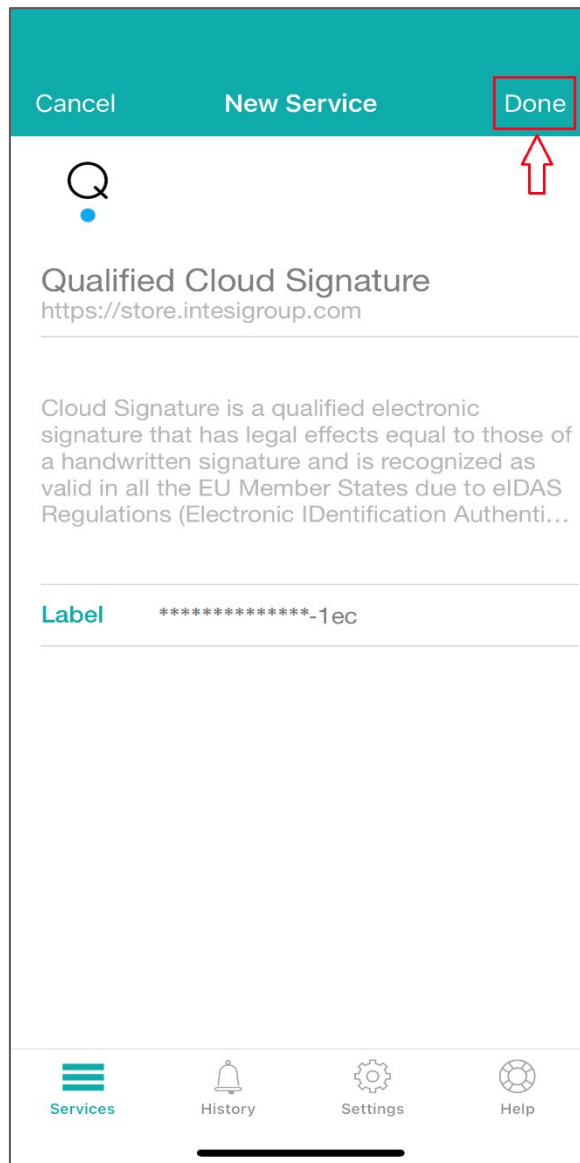 Cancel New Service Done
Q
Qualified Cloud Signature
https://store.intesigroup.com
Cloud Signature is a qualified electronic
signature that has legal effects equal to those of
a handwritten signature and is recognized as
valid in all the EU Member States due to eIDAS
Regulations (Electronic IDentification Authenti...
Label **************-1ec
Services History Settings Help